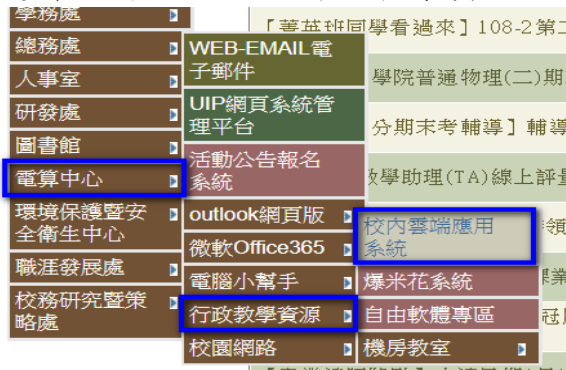 學務處
總務處
人事室
研發處
圖書館
電算中心
環境保護暨安
全衛生中心
職涯發展處
校務研究暨策
略處
WEB-EMAIL電
子郵件
UIP網頁系統管
理平台
活動公告報名
系統
outlook網頁版
微軟Office365
電腦小幫手
行政教學資源
校園網路
校內雲端應用
系統
爆米花系統
自由軟體專區
機房教室
【菁英班同學看過來】108-2第
學院普通物理(二)期
分期末考輔導】輔導
教學助理(TA)線上評量